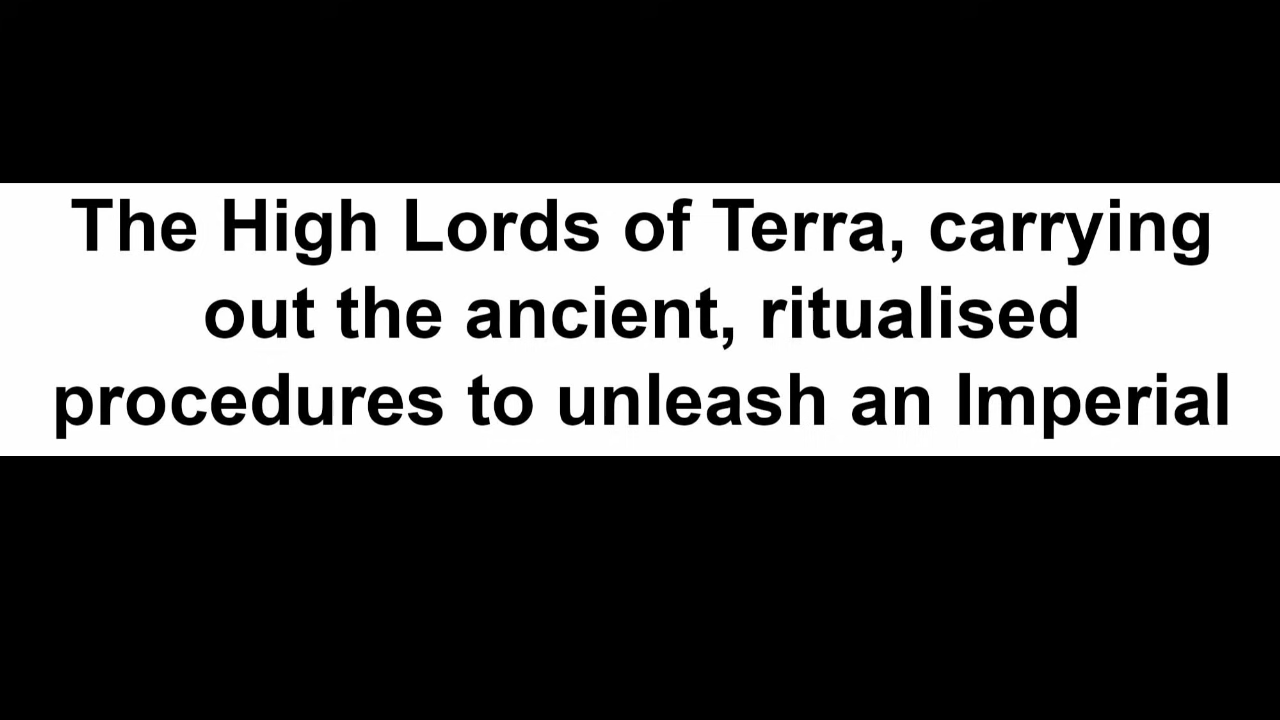 The High Lords of Terra, carrying
out the ancient, ritualised
procedures to unleash an Imperial